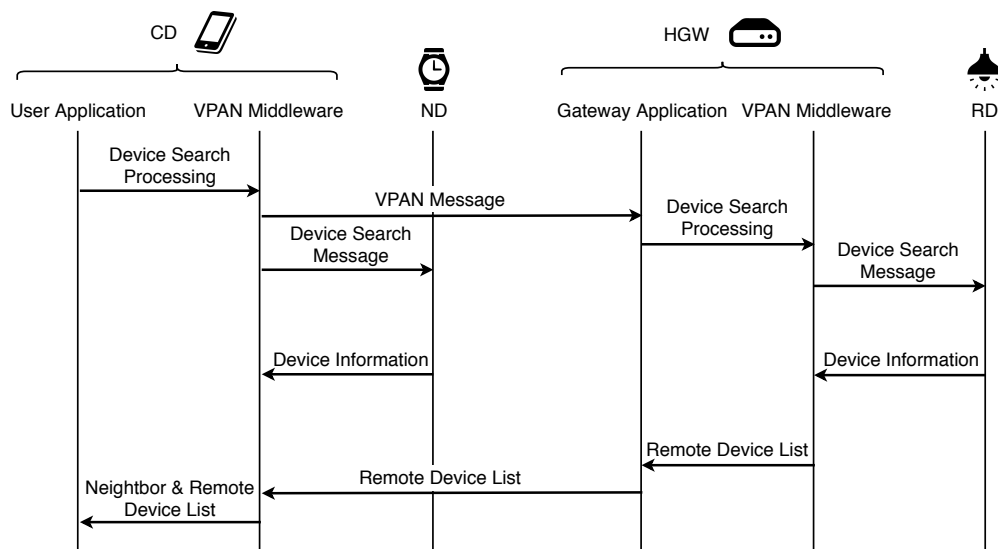 CD
HGW
User Application
VPAN Middleware
ND
Gateway Application
VPAN Middleware
RD
Device Search
Processing
VPAN Message
Device Search
Processing
Device Search
Message
Device Search
Message
Device Information
Device Information
Remote Device List
Remote Device List
Neightbor & Remote
Device List